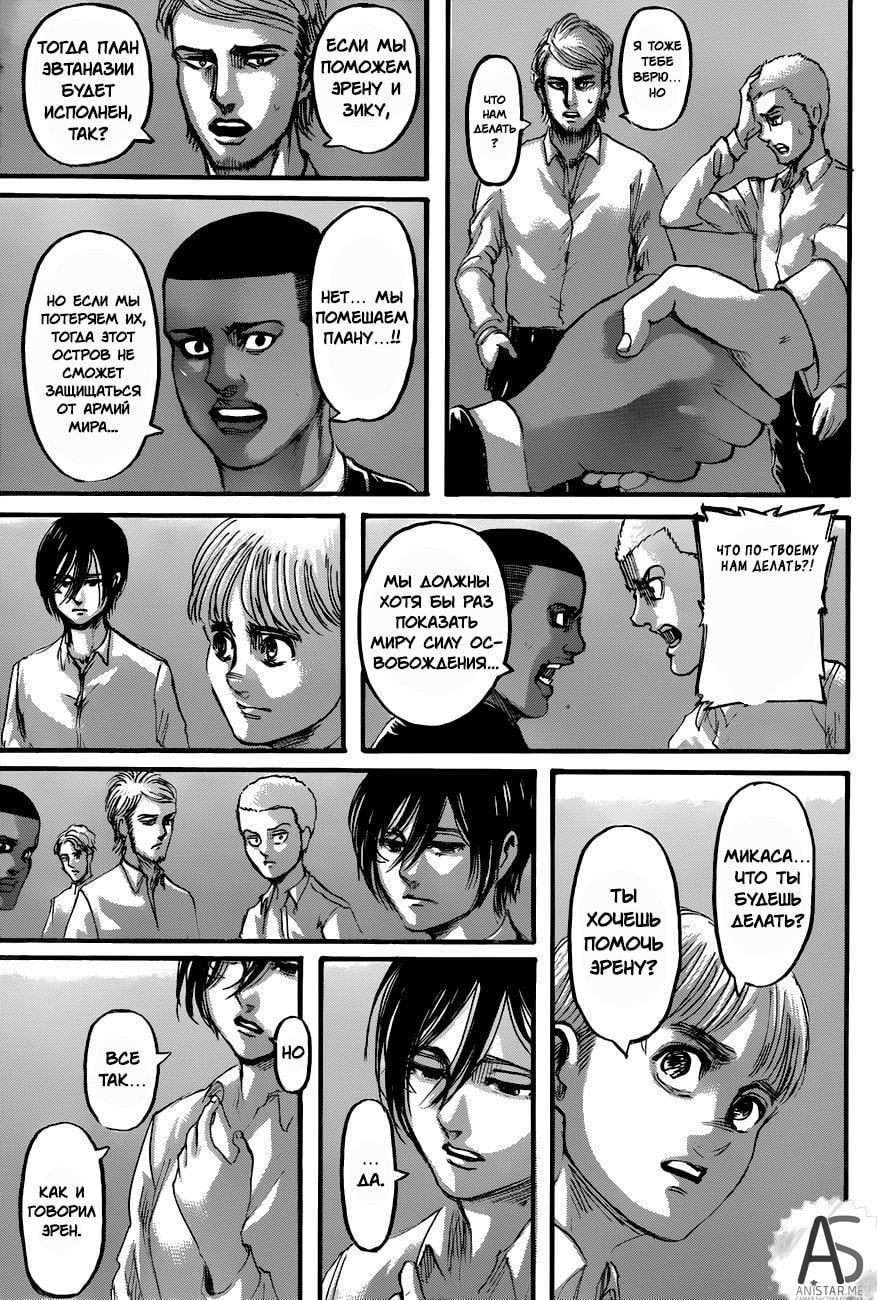 Я ТОЖЕ
ТЕБЕ
ВЕРЮ...
НО
ЧТО
НАМ
ДЕЛАТЬ
?
ЕСЛИ МЫ
ПОМОЖЕМ
ЭРЕНУ И
ЗИКУ,
ТОГДА ПЛАН
ЭВТАНАЗИИ
БУДЕТ
ИСПОЛНЕН,
ТАК?
НЕТ... МЫ
ПОМЕШАЕМ
ПЛАНУ...!!
НО ЕСЛИ МЫ
ПОТЕРЯЕМ ИХ,
ТОГДА ЭТОТ
ОСТРОВ НЕ
СМОЖЕТ
ЗАЩИЩАТЬСЯ
ОТ АРМИЙ
МИРА...
ЧТО ПО-ТВОЕМУ
НАМ ДЕЛАТЬ?!
МЫ ДОЛЖНЫ
ХОТЯ БЫ РАЗ
ПОКАЗАТЬ
МИРУ СИЛУ ОС-
ВОБОЖДЕНИЯ...
МИКАСА...
ЧТО ТЫ
БУДЕШЬ
ДЕЛАТЬ?
ТЫ
ХОЧЕШЬ
ПОМОЧЬ
ЭРЕНУ?
...
ДА.
НО
ВСЕ
ТАК...
КАК И
ГОВОРИЛ
ЭРЕН.
AS
ANISTAR.ME
САМАЯ БЫСТРАЯ ОЗВУЧКА